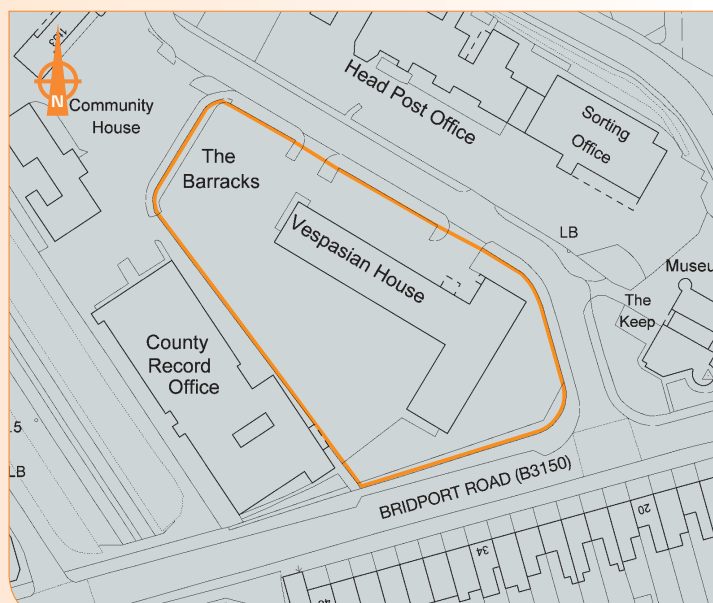 153
N
Community
House
Head Post Office
Sorting
Office
The
Barracks
Vespasian House
LB
Museu
The
Keep
County
Record
Office
.5
LB
BRIDPORT ROAD (B3150)
20
34